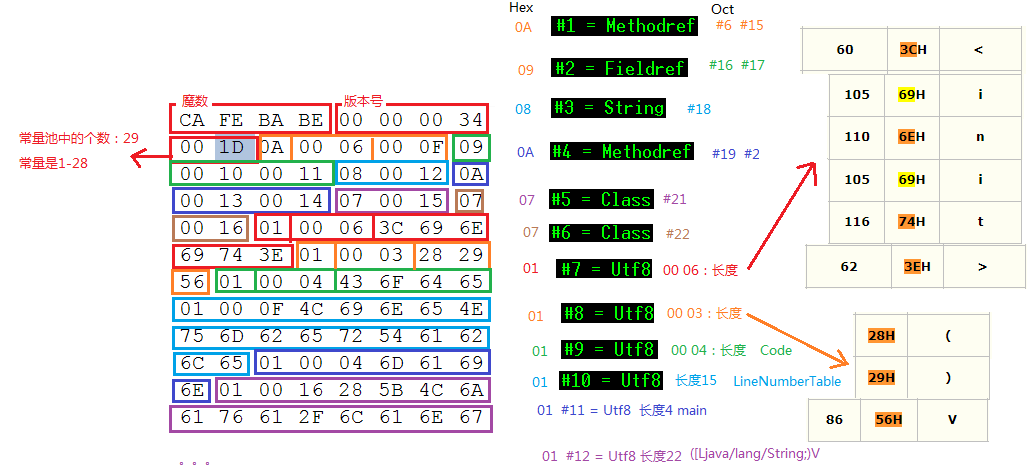 Hex
Oct
0A #1 = Methodref #6 #15
09 #2 = Fieldref #16 #17
08 #3 = String #18
0A #4 = Methodref #19 #2
07 #5 = Class #21
07 #6 = Class #22
01 #7 = Utf8 00 06：长度
01 #8 = Utf8 00 03：长度
01 #9 = Utf8 00 04：长度 Code
01 #10 = Utf8 长度15 LineNumberTable
01 #11 = Utf8 长度4 main
01 #12 = Utf8 长度22 ([Ljava/lang/String;)V
魔数 版本号
CA FE BA BE 00 00 00 34
00 1D 0A 00 06 00 0F 09
00 10 00 11 08 00 12 0A
00 13 00 14 07 00 15 07
00 16 01 00 06 3C 69 6E
69 74 3E 01 00 03 28 29
56 01 00 04 43 6F 64 65
01 00 0F 4C 69 6E 65 4E
75 6D 62 65 72 54 61 62
6C 65 01 00 04 6D 61 69
6E 01 00 16 28 5B 4C 6A
61 76 61 2F 6C 61 6E 67
。。。
常量池中的个数：29
常量是1-28
60 3CH <
105 69H i
110 6EH n
105 69H i
116 74H t
62 3EH >
28H (
29H )
86 56H V